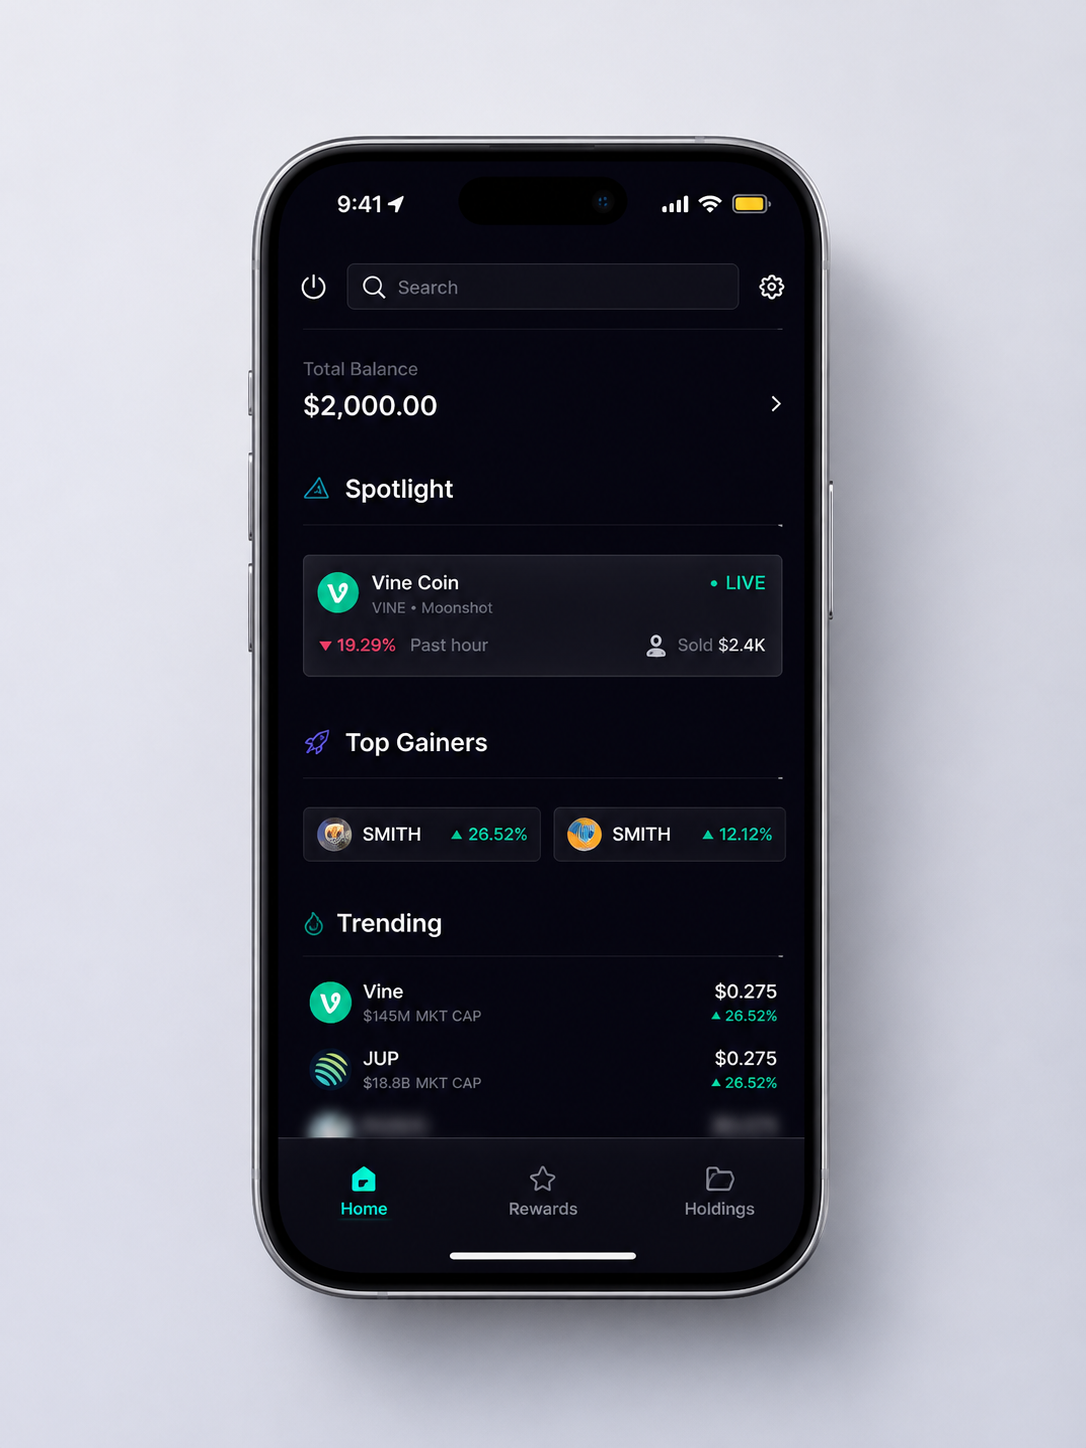 9:41
Search
Total Balance
$2,000.00
Spotlight
Vine Coin
• LIVE
VINE • Moonshot
▼ 19.29% Past hour
Sold $2.4K
Top Gainers
SMITH ▲ 26.52%
SMITH ▲ 12.12%
Trending
Vine $0.275
$145M MKT CAP ▲ 26.52%
JUP $0.275
$18.8B MKT CAP ▲ 26.52%
Home Rewards Holdings